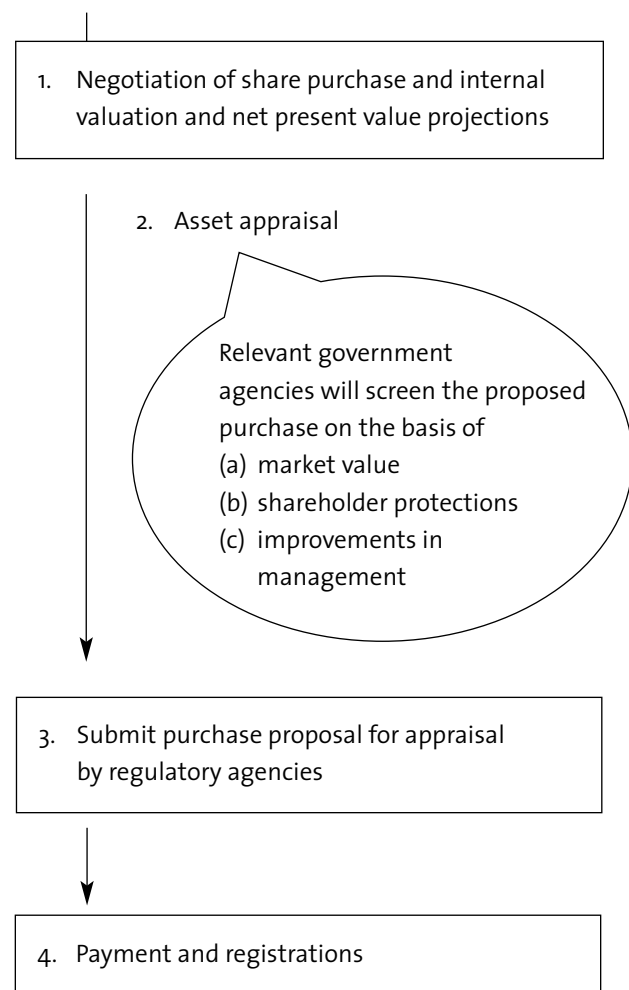 1. Negotiation of share purchase and internal
valuation and net present value projections
2. Asset appraisal
Relevant government
agencies will screen the proposed
purchase on the basis of
(a) market value
(b) shareholder protections
(c) improvements in
management
3. Submit purchase proposal for appraisal
by regulatory agencies
4. Payment and registrations